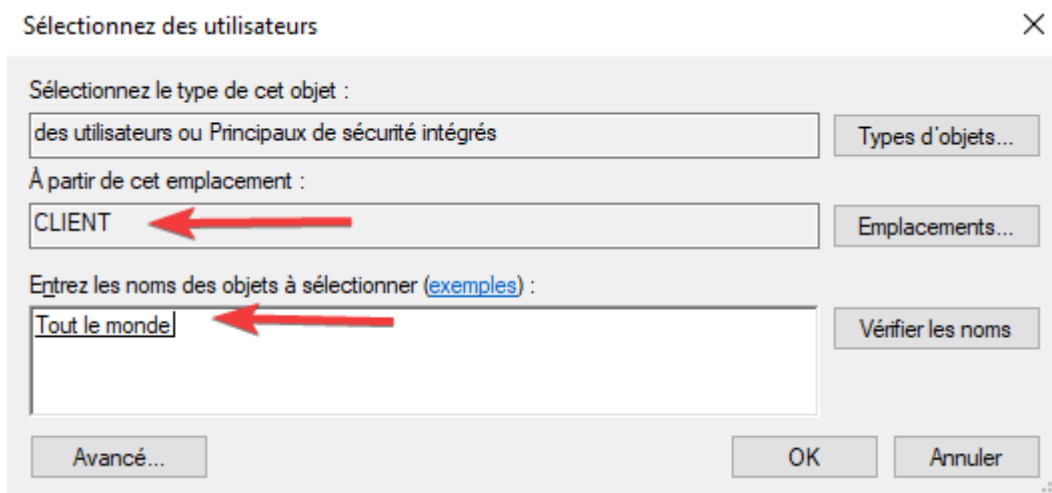 Sélectionnez des utilisateurs
Sélectionnez le type de cet objet :
des utilisateurs ou Principaux de sécurité intégrés
Types d'objets...
À partir de cet emplacement :
CLIENT
Emplacements...
Entrez les noms des objets à sélectionner (exemples) :
Tout le monde
Vérifier les noms
Avancé...
OK
Annuler